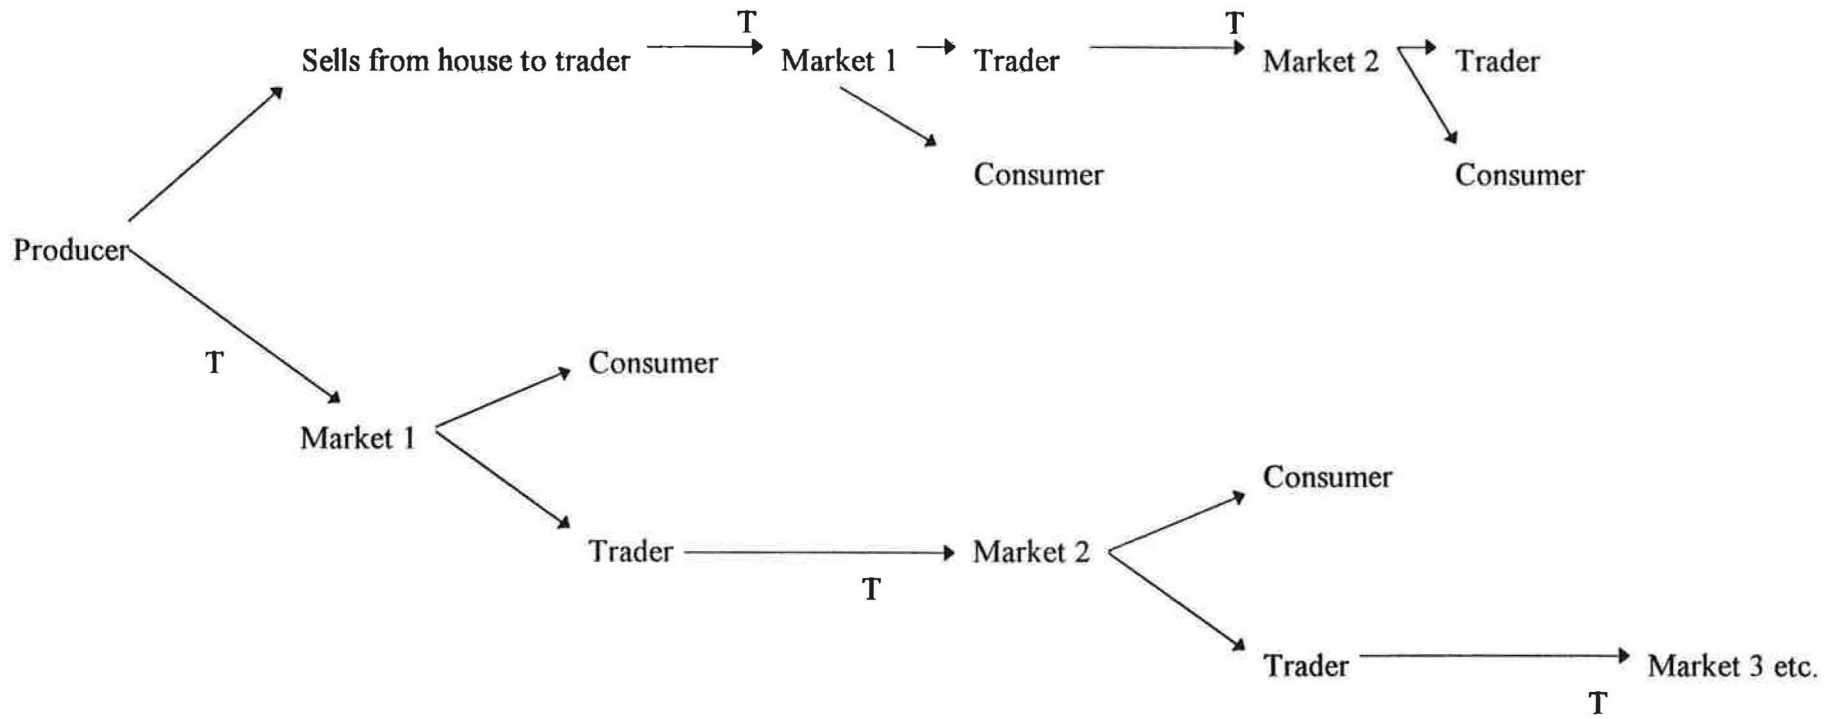 T T
Sells from house to trader Market 1 Trader Market 2 Trader
Consumer Consumer
Producer
T Consumer
Market 1
Consumer
Trader Market 2
T
Trader Market 3 etc.
T